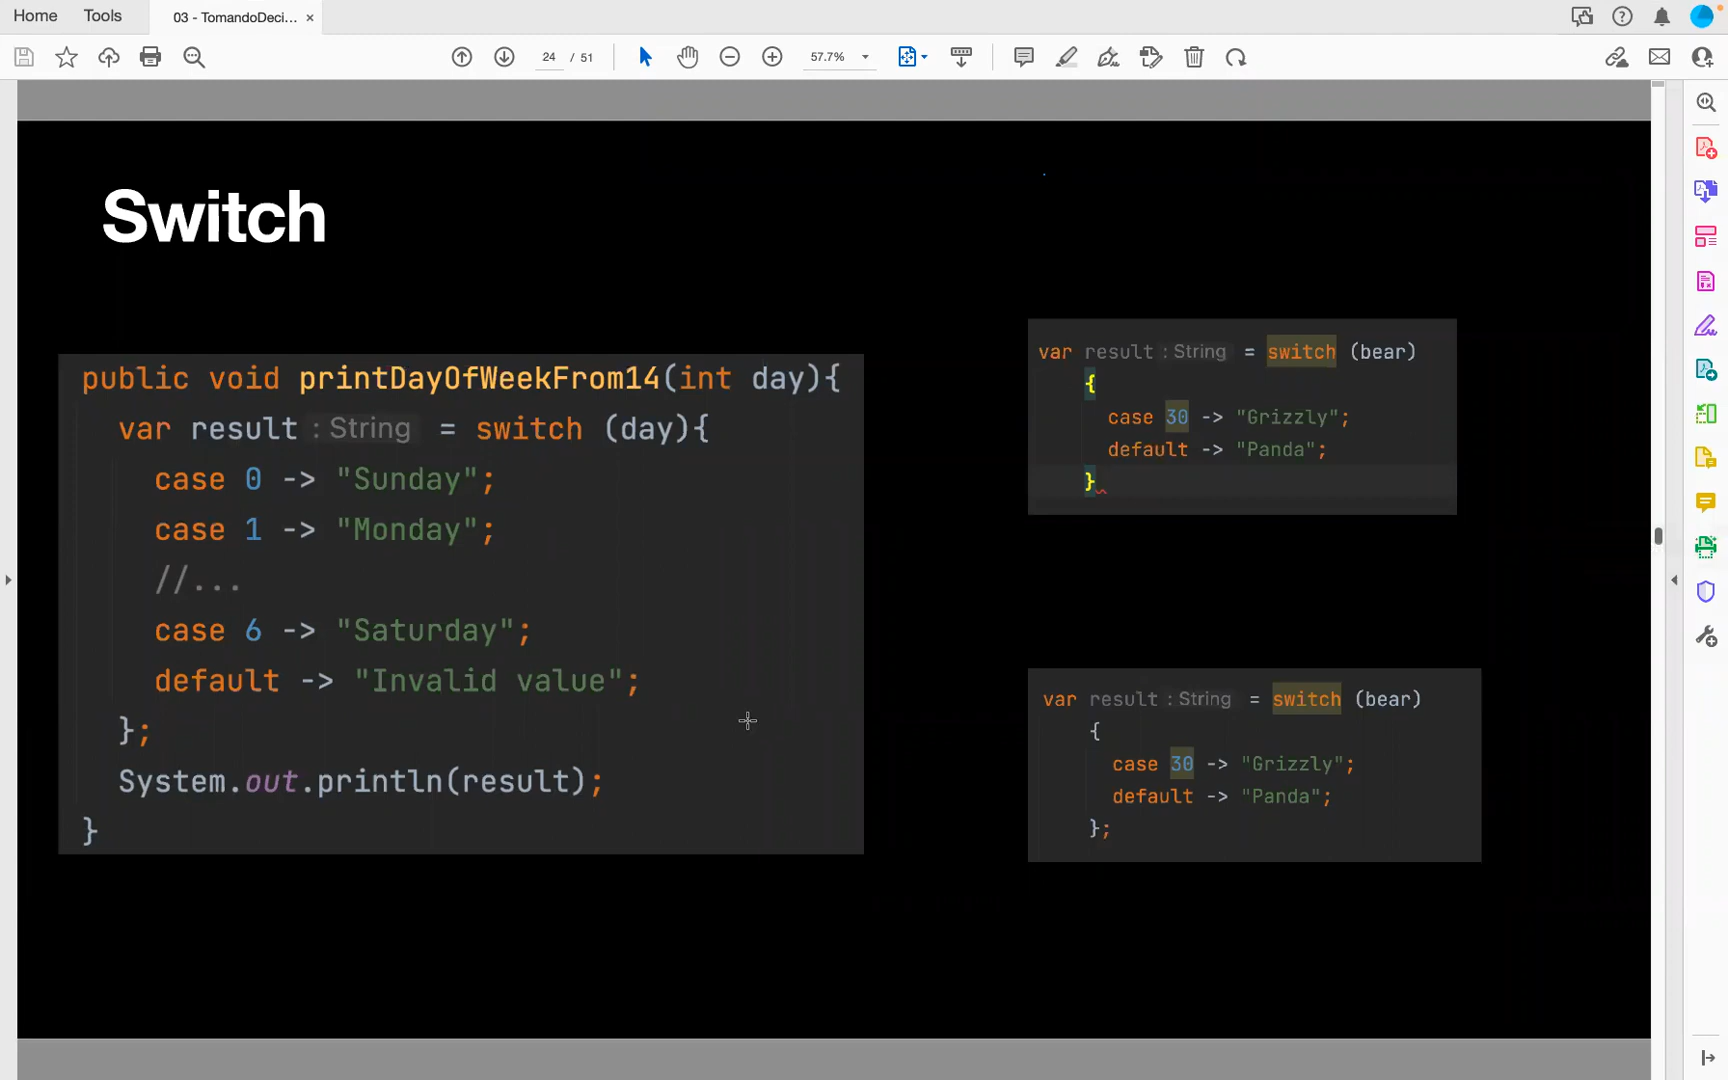 Home Tools 03 - TomandoDeci... ×
24 / 51 57.7%
Switch
public void printDayOfWeekFrom14(int day){
var result : String = switch (day){
case 0 -> "Sunday";
case 1 -> "Monday";
//...
case 6 -> "Saturday";
default -> "Invalid value";
};
System.out.println(result);
}
var result : String = switch (bear)
{
case 30 -> "Grizzly";
default -> "Panda";
}
var result : String = switch (bear)
{
case 30 -> "Grizzly";
default -> "Panda";
};